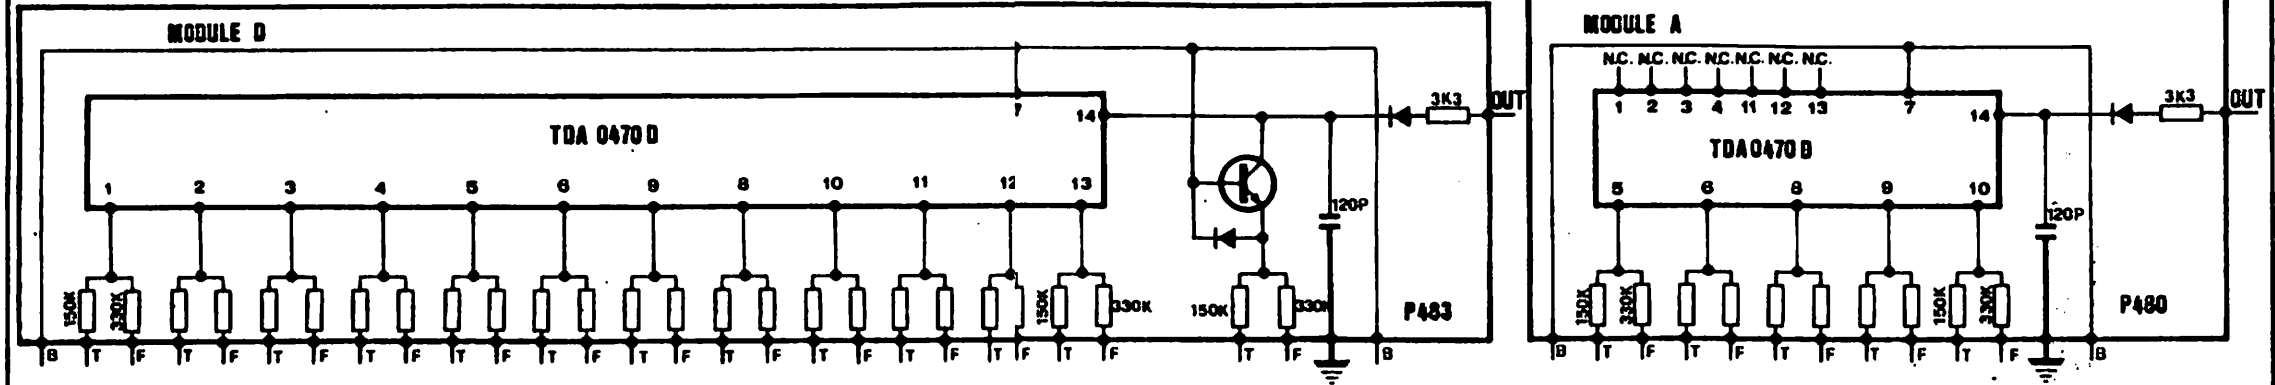 MODULE D
7
14
3K3
OUT
TDA 0470 D
1 2 3 4 5 6 9 8 10 11 12 13
120P
150K 330K 150K 330K 150K 330K
P483
B T F T F T F T F T F T F T F T F T F T F T F T F T F B
MODULE A
N.C. N.C. N.C. N.C. N.C. N.C. N.C.
1 2 3 4 11 12 13 7
14
3K3
OUT
TDA0470 D
5 6 8 9 10
120P
150K 330K 150K 330K
P480
B T F T F T F T F T F B